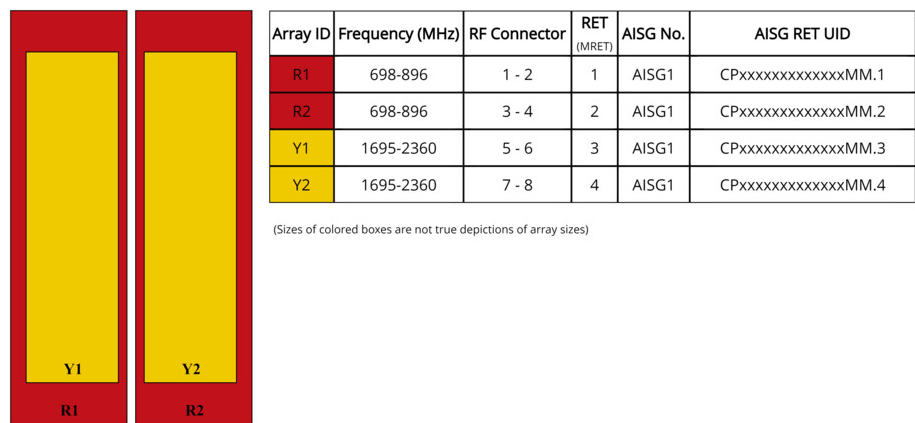 Array ID Frequency (MHz) RF Connector RET (MRET) AISG No. AISG RET UID
R1 698-896 1 - 2 1 AISG1 CPxxxxxxxxxxxxxMM.1
R2 698-896 3 - 4 2 AISG1 CPxxxxxxxxxxxxxMM.2
Y1 1695-2360 5 - 6 3 AISG1 CPxxxxxxxxxxxxxMM.3
Y2 1695-2360 7 - 8 4 AISG1 CPxxxxxxxxxxxxxMM.4
(Sizes of colored boxes are not true depictions of array sizes)
Y1 Y2
R1 R2